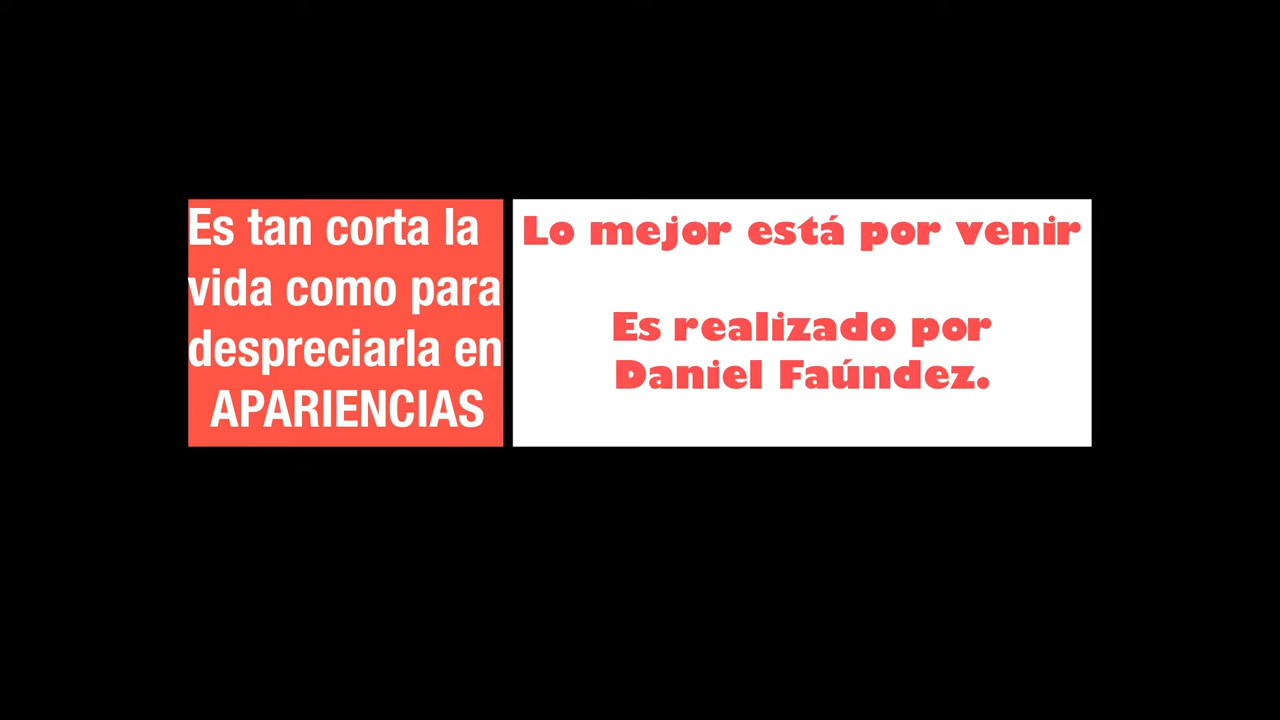 Es tan corta la
vida como para
despreciarla en
APARIENCIAS
Lo mejor está por venir
Es realizado por
Daniel Faúndez.